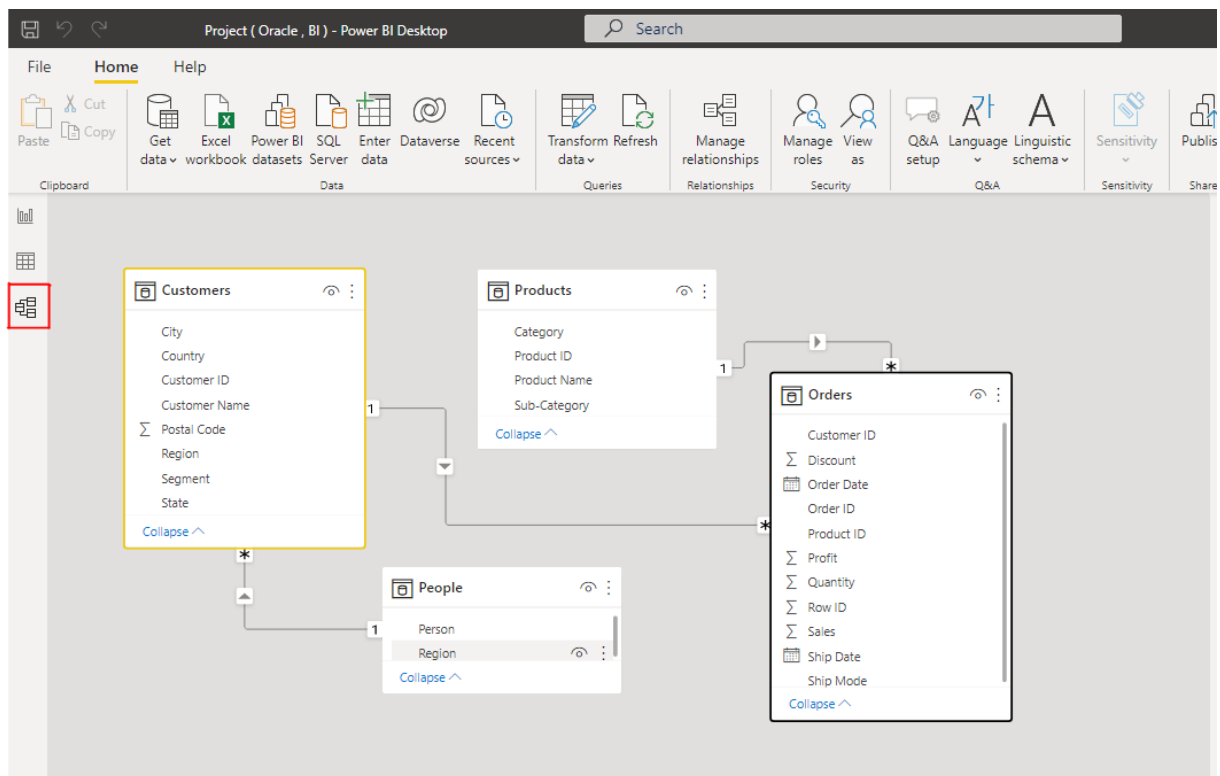 Project ( Oracle , BI ) - Power BI Desktop
Search
File Home Help
Paste
Cut
Copy
Clipboard
Get data
Excel workbook
Power BI datasets
SQL Server
Enter data
Dataverse
Recent sources
Data
Transform data
Refresh
Queries
Manage relationships
Relationships
Manage roles
View as
Security
Q&A setup
Language
Linguistic schema
Q&A
Sensitivity
Sensitivity
Publis
Share
Customers
City
Country
Customer ID
Customer Name
Σ Postal Code
Region
Segment
State
Collapse
1
*
Products
Category
Product ID
Product Name
Sub-Category
Collapse
1
*
Orders
Customer ID
Σ Discount
Order Date
Order ID
Product ID
Σ Profit
Σ Quantity
Σ Row ID
Σ Sales
Ship Date
Ship Mode
Collapse
*
People
1
Person
Region
Collapse